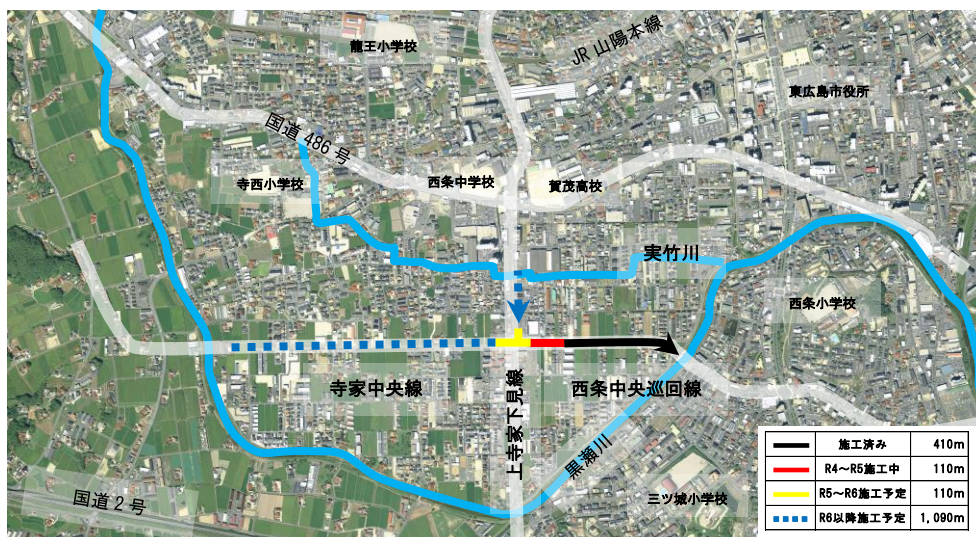 龍王小学校
JR 山陽本線
東広島市役所
国道 486 号
寺西小学校
西条中学校
賀茂高校
実竹川
西条小学校
寺家中央線
上寺家下見線
西条中央巡回線
黒瀬川
国道 2 号
三ツ城小学校
施工済み 410m
R4～R5施工中 110m
R5～R6施工予定 110m
R6以降施工予定 1,090m